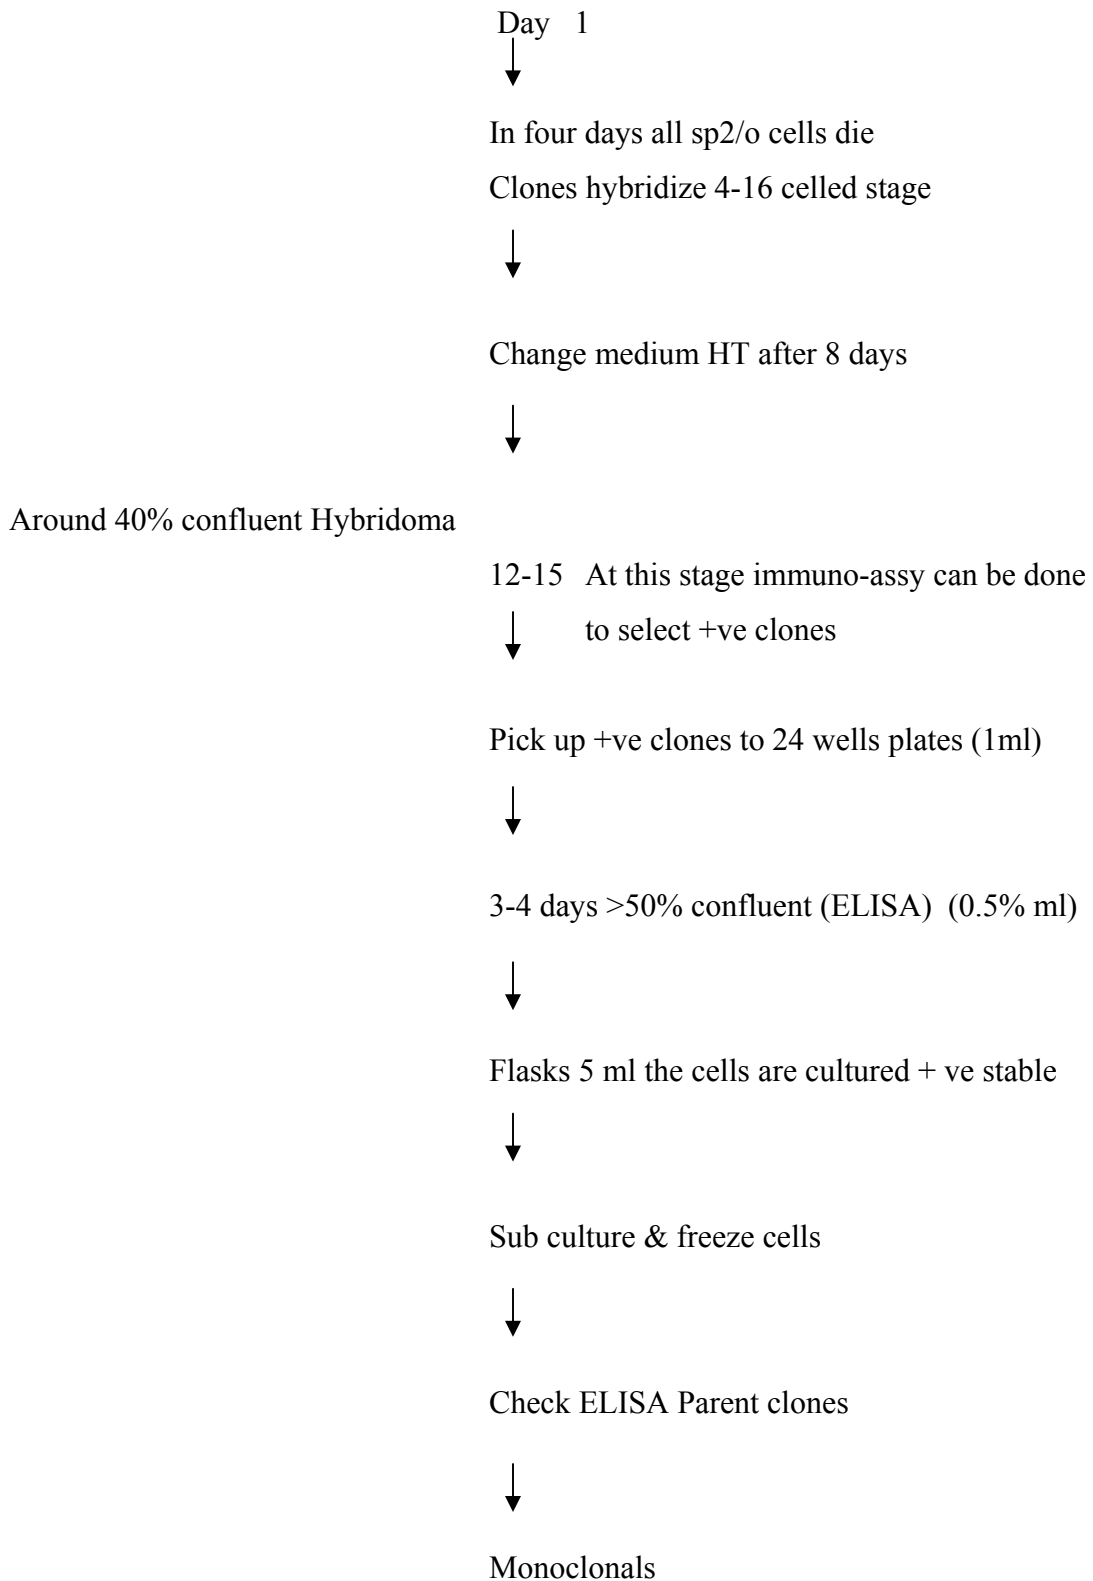 Day 1
In four days all sp2/o cells die
Clones hybridize 4-16 celled stage
Change medium HT after 8 days
Around 40% confluent Hybridoma
12-15 At this stage immuno-assy can be done
to select +ve clones
Pick up +ve clones to 24 wells plates (1ml)
3-4 days >50% confluent (ELISA) (0.5% ml)
Flasks 5 ml the cells are cultured + ve stable
Sub culture & freeze cells
Check ELISA Parent clones
Monoclonals